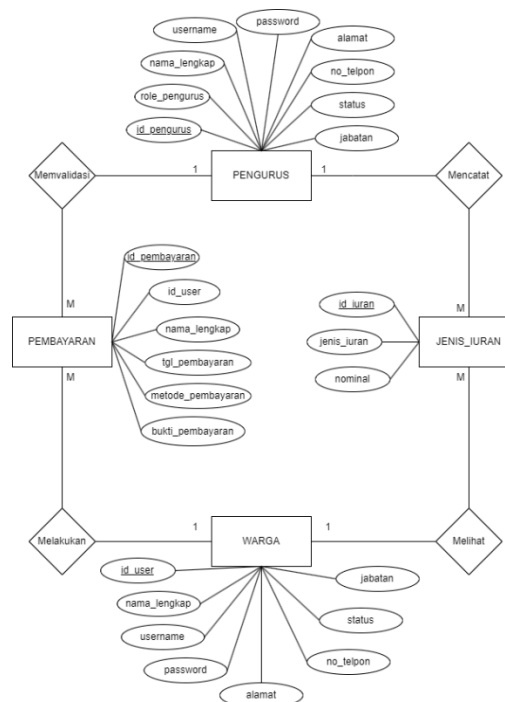 password
username
alamat
nama_lengkap
no_telpon
role_pengurus
status
id_pengurus
jabatan
Memvalidasi
1
PENGURUS
1
Mencatat
id_pembayaran
id_user
id_iuran
M
M
nama_lengkap
PEMBAYARAN
jenis_iuran
JENIS_IURAN
tgl_pembayaran
M
nominal
M
metode_pembayaran
bukti_pembayaran
Melakukan
1
WARGA
1
Melihat
id_user
jabatan
nama_lengkap
status
username
password
no_telpon
alamat